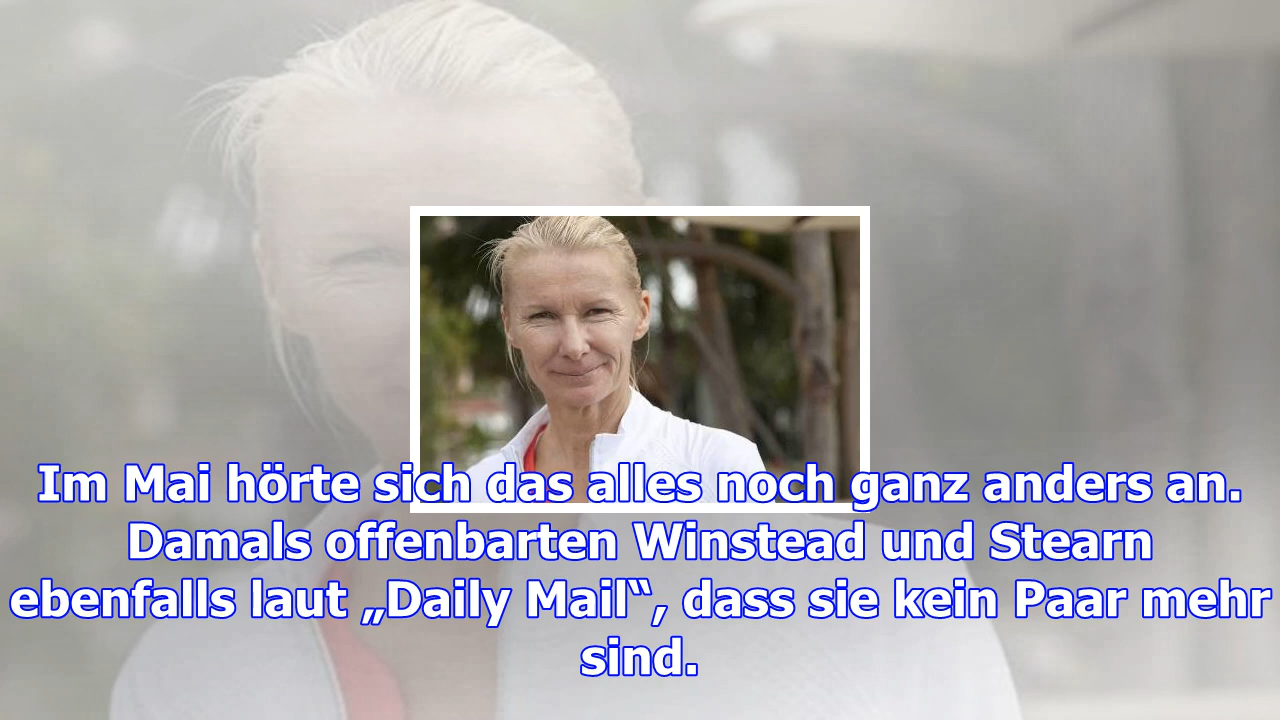 Im Mai hörte sich das alles noch ganz anders an.
Damals offenbarten Winstead und Stearn
ebenfalls laut „Daily Mail“, dass sie kein Paar mehr
sind.